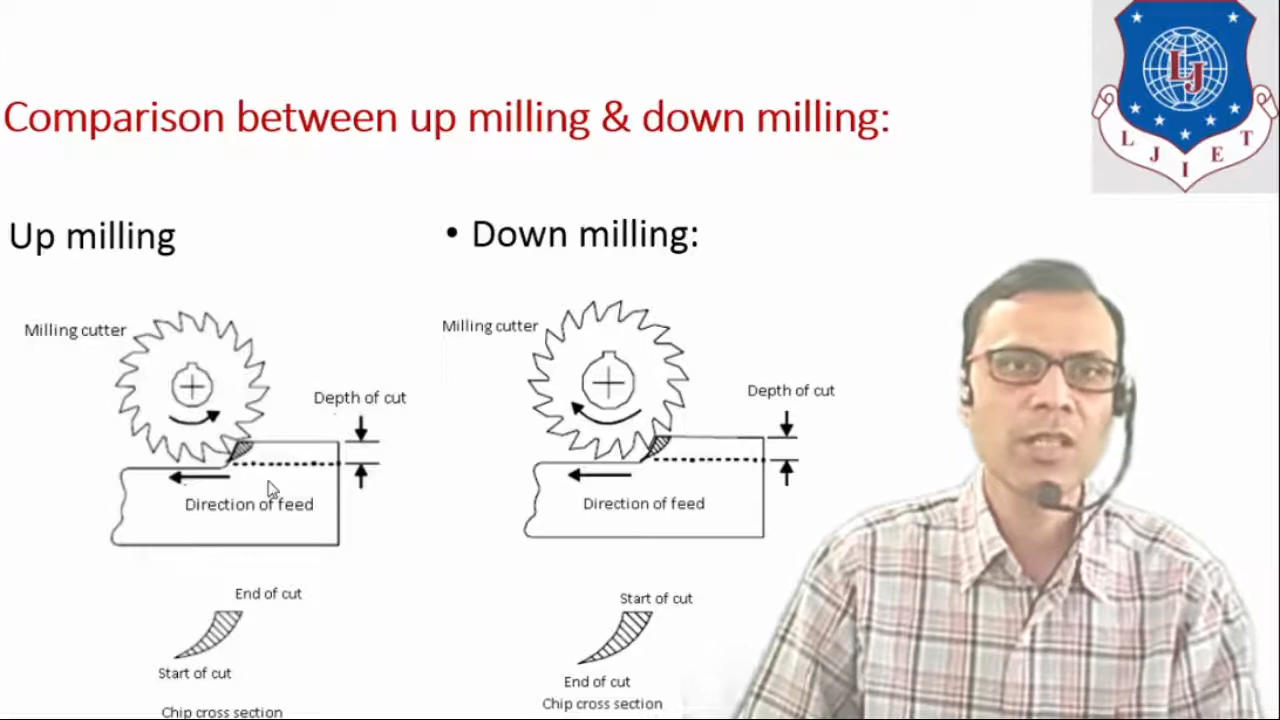 Comparison between up milling & down milling:
LJ
L J I E T
Up milling
• Down milling:
Milling cutter
Depth of cut
Direction of feed
End of cut
Start of cut
Chip cross section
Milling cutter
Depth of cut
Direction of feed
Start of cut
End of cut
Chip cross section